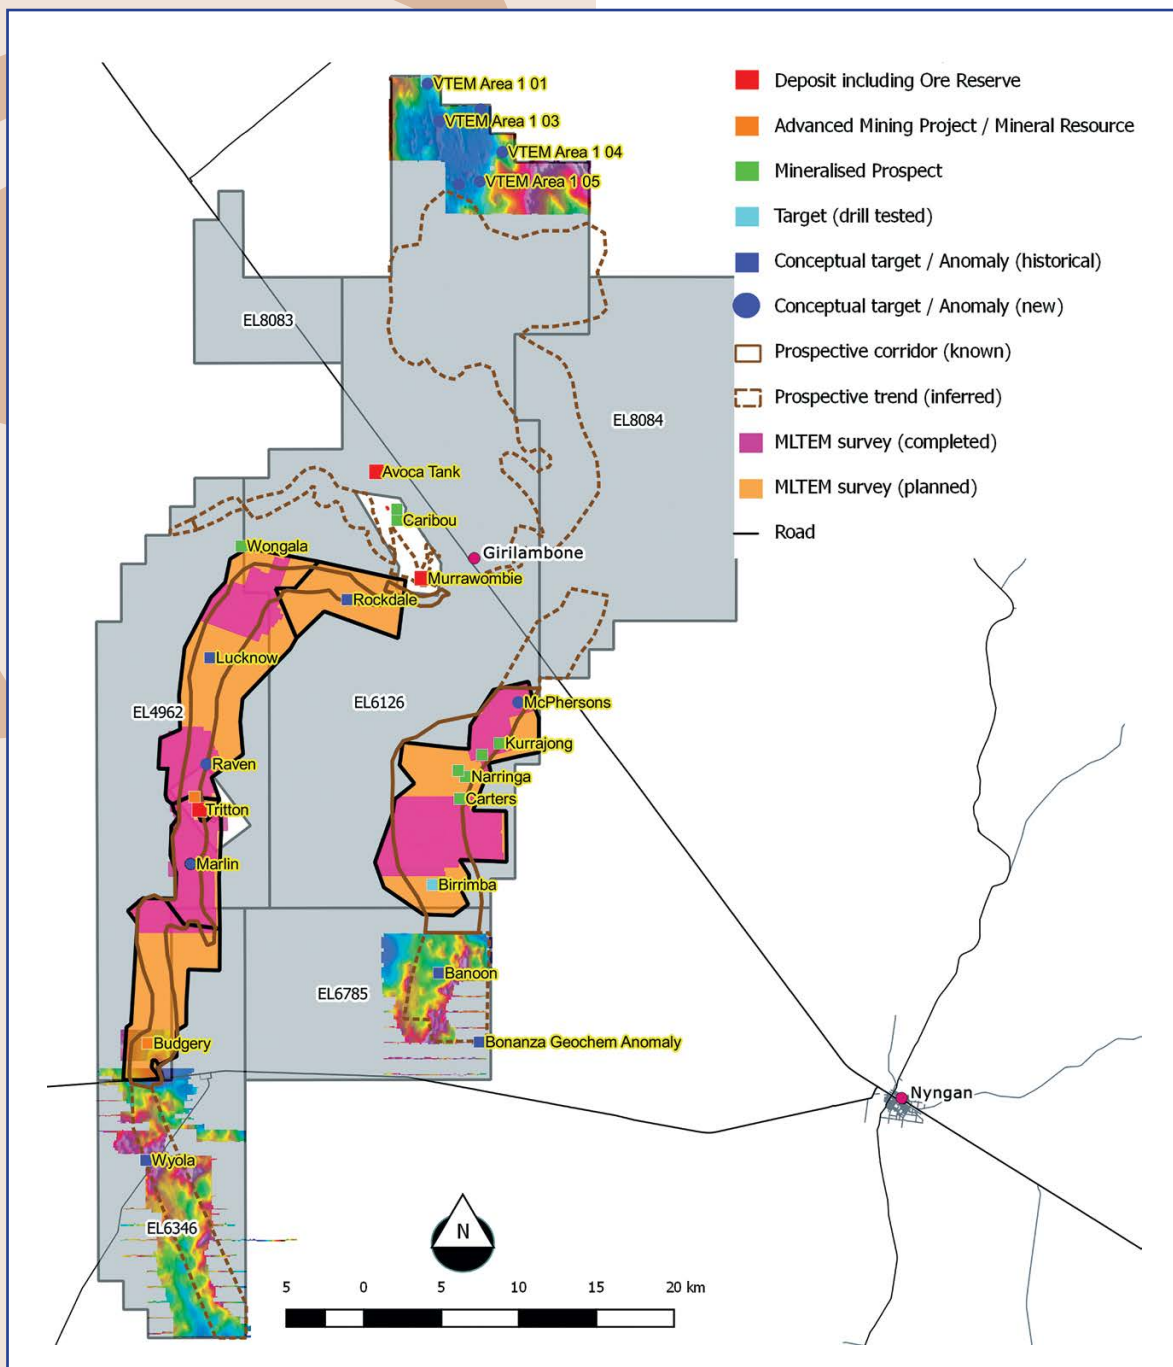 VTEM Area 1 01
VTEM Area 1 03
VTEM Area 1 04
VTEM Area 1 05
Deposit including Ore Reserve
Advanced Mining Project / Mineral Resource
Mineralised Prospect
Target (drill tested)
Conceptual target / Anomaly (historical)
Conceptual target / Anomaly (new)
Prospective corridor (known)
Prospective trend (inferred)
MLTEM survey (completed)
MLTEM survey (planned)
Road
EL8083
EL8084
Avoca Tank
Caribou
Wongala
Girilambone
Murrawombie
Rockdale
Lucknow
EL4962
EL6126
McPhersons
Kurrajong
Raven
Narringa
Carters
Tritton
Marlin
Birrimba
Banoon
EL6785
Budgery
Bonanza Geochem Anomaly
Nyngan
Wyola
EL6346
N
5 0 5 10 15 20 km